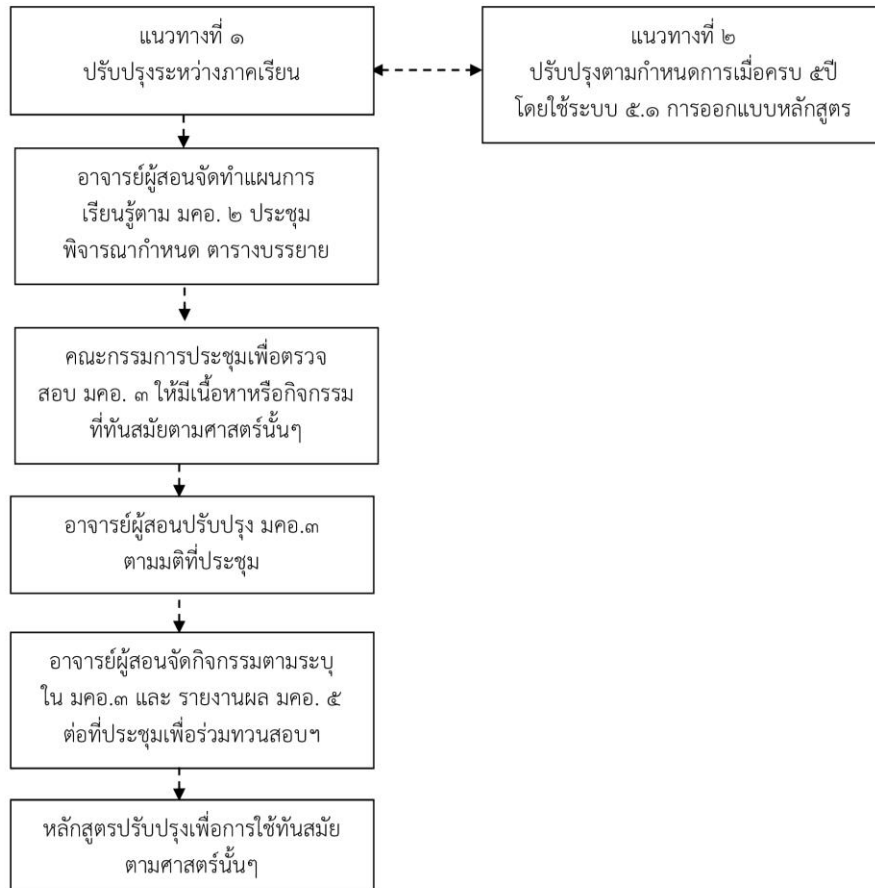 แนวทางที่ ๑
ปรับปรุงระหว่างภาคเรียน
แนวทางที่ ๒
ปรับปรุงตามกำหนดการเมื่อครบ ๕ปี
โดยใช้ระบบ ๕.๑ การออกแบบหลักสูตร
อาจารย์ผู้สอนจัดทำแผนการ
เรียนรู้ตาม มคอ. ๒ ประชุม
พิจารณากำหนด ตารางบรรยาย
คณะกรรมการประชุมเพื่อตรวจ
สอบ มคอ. ๓ ให้มีเนื้อหาหรือกิจกรรม
ที่ทันสมัยตามศาสตร์นั้นๆ
อาจารย์ผู้สอนปรับปรุง มคอ.๓
ตามมติที่ประชุม
อาจารย์ผู้สอนจัดกิจกรรมตามระบุ
ใน มคอ.๓ และ รายงานผล มคอ. ๕
ต่อที่ประชุมเพื่อร่วมทวนสอบฯ
หลักสูตรปรับปรุงเพื่อการใช้ทันสมัย
ตามศาสตร์นั้นๆ